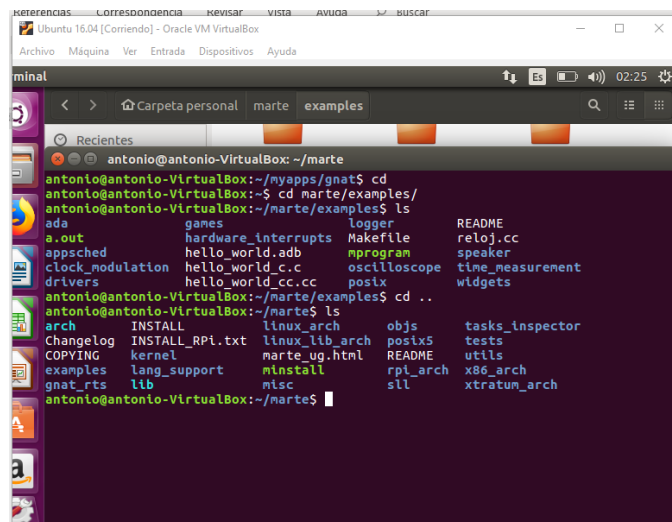 Referencias Correspondencia Revisar Vista Ayuda Buscar
Ubuntu 16.04 [Corriendo] - Oracle VM VirtualBox
Archivo Máquina Ver Entrada Dispositivos Ayuda
rminal Es 02:25
Carpeta personal marte examples
Recientes
antonio@antonio-VirtualBox: ~/marte
antonio@antonio-VirtualBox:~/myapps/gnat$ cd
antonio@antonio-VirtualBox:~$ cd marte/examples/
antonio@antonio-VirtualBox:~/marte/examples$ ls
ada games logger README
a.out hardware_interrupts Makefile reloj.cc
appsched hello_world.adb mprogram speaker
clock_modulation hello_world_c.c oscilloscope time_measurement
drivers hello_world_cc.cc posix widgets
antonio@antonio-VirtualBox:~/marte/examples$ cd ..
antonio@antonio-VirtualBox:~/marte$ ls
arch INSTALL linux_arch objs tasks_inspector
Changelog INSTALL_RPi.txt linux_lib_arch posix5 tests
COPYING kernel marte_ug.html README utils
examples lang_support minstall rpi_arch x86_arch
gnat_rts lib misc sll xtratum_arch
antonio@antonio-VirtualBox:~/marte$